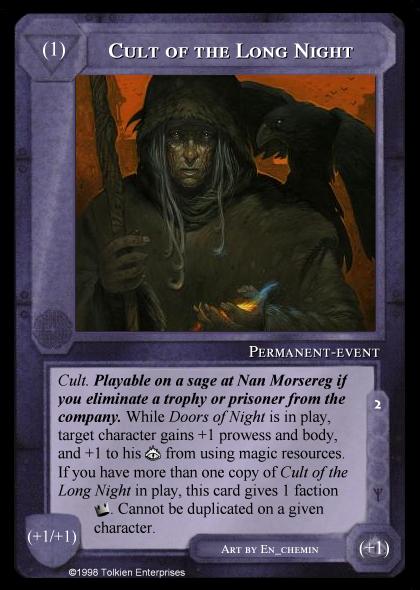 (1)
Cult of the Long Night
Permanent-event
Cult. Playable on a sage at Nan Morsereg if
you eliminate a trophy or prisoner from the
company. While Doors of Night is in play,
target character gains +1 prowess and body,
and +1 to his from using magic resources.
If you have more than one copy of Cult of the
Long Night in play, this card gives 1 faction
. Cannot be duplicated on a given
character.
2
(+1/+1)
Art by En_chemin
(+1)
©1998 Tolkien Enterprises